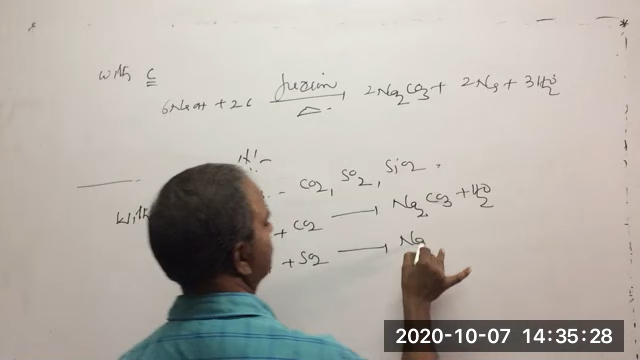 with C
6NaOH + 2C fusion Δ 2Na2CO3 + 2Na + 3H2O
CO2, SO2, SiO2.
With
+ CO2 → Na2CO3 + H2O
+ SO2 → Na
2020-10-07 14:35:28